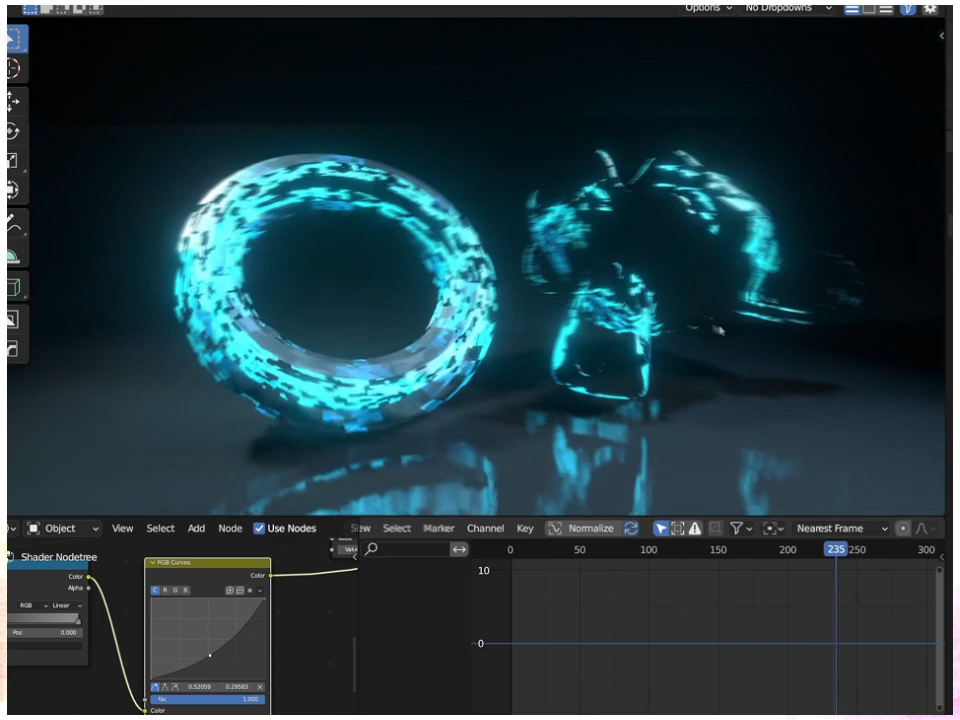 Options No Dropdowns
Object View Select Add Node Use Nodes
Select Marker Channel Key Normalize Nearest Frame
Shader Nodetree
0 50 100 150 200 235 250 300
10
0
Color
Alpha
RGB Linear
Pos 0.000
RGB Curves
Color
C R G B
0.52059 0.29583
Fac 1.000
Color